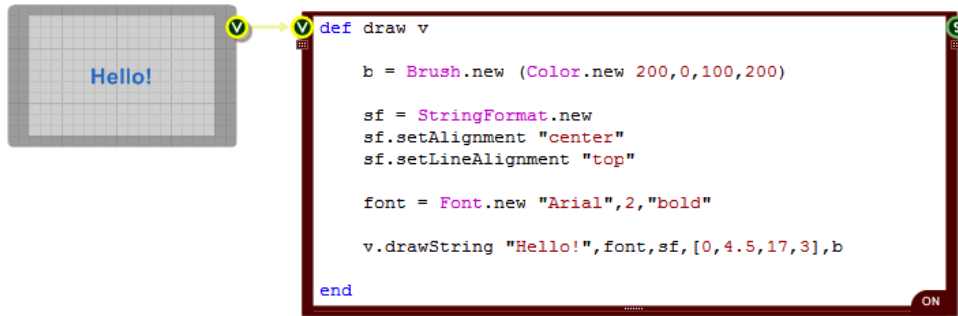 Hello!
V
V
def draw v
b = Brush.new (Color.new 200,0,100,200)
sf = StringFormat.new
sf.setAlignment "center"
sf.setLineAlignment "top"
font = Font.new "Arial",2,"bold"
v.drawString "Hello!",font,sf,[0,4.5,17,3],b
end
ON